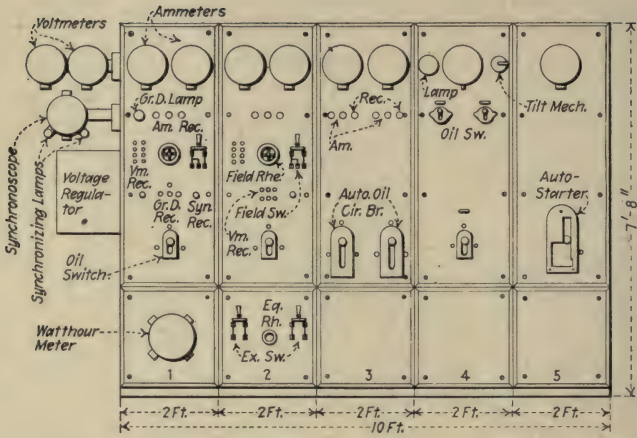 Voltmeters
Ammeters
Gr.D. Lamp
Am. Rec.
Rec.
Lamp
Tilt Mech.
Oil Sw.
Am.
Synchronoscope
Synchronizing Lamps
Voltage
Regula-
tor
Vm.
Rec.
Gr.D.
Rec.
Syn.
Rec.
Field Rhe.
Field Sw.
Vm.
Rec.
Auto. Oil
Cir. Br.
Auto-
Starter
Oil
Switch
Watthour
Meter
Eq.
Rh.
Ex. Sw.
1
2
3
4
5
7'-8"
2 Ft.
2 Ft.
2 Ft.
2 Ft.
2 Ft.
10 Ft.